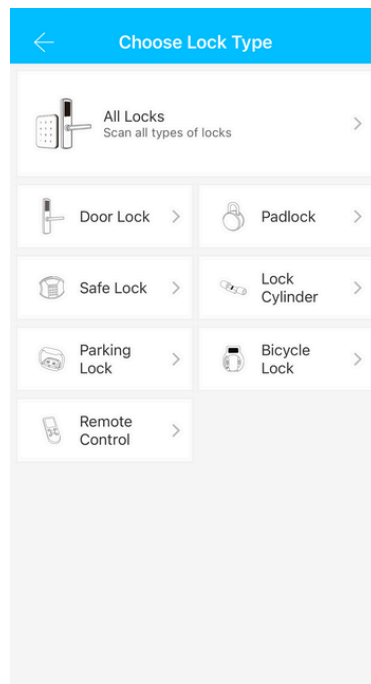 Choose Lock Type
All Locks
Scan all types of locks
Door Lock
Padlock
Safe Lock
Lock
Cylinder
Parking
Lock
Bicycle
Lock
Remote
Control